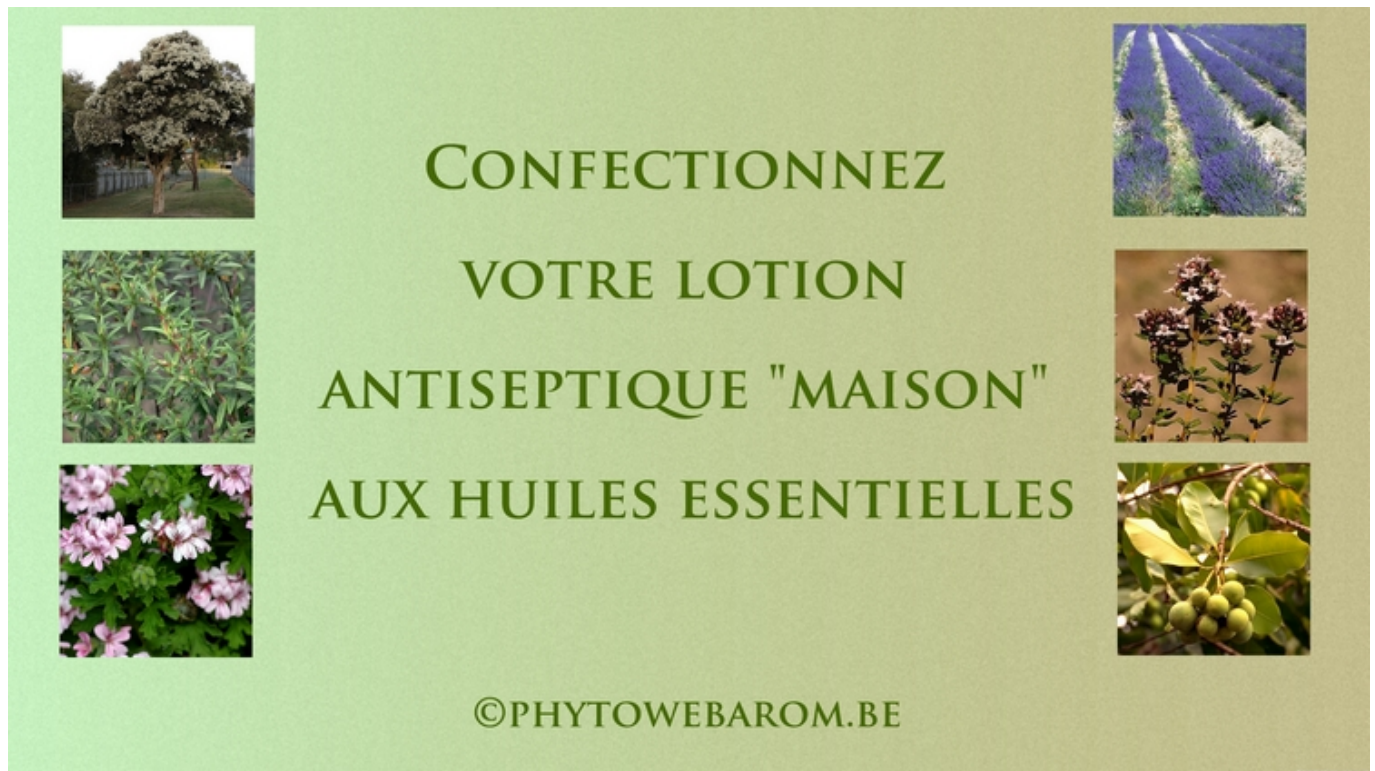 Confectionnez
votre lotion
antiseptique "maison"
aux huiles essentielles
©phytowebarom.be